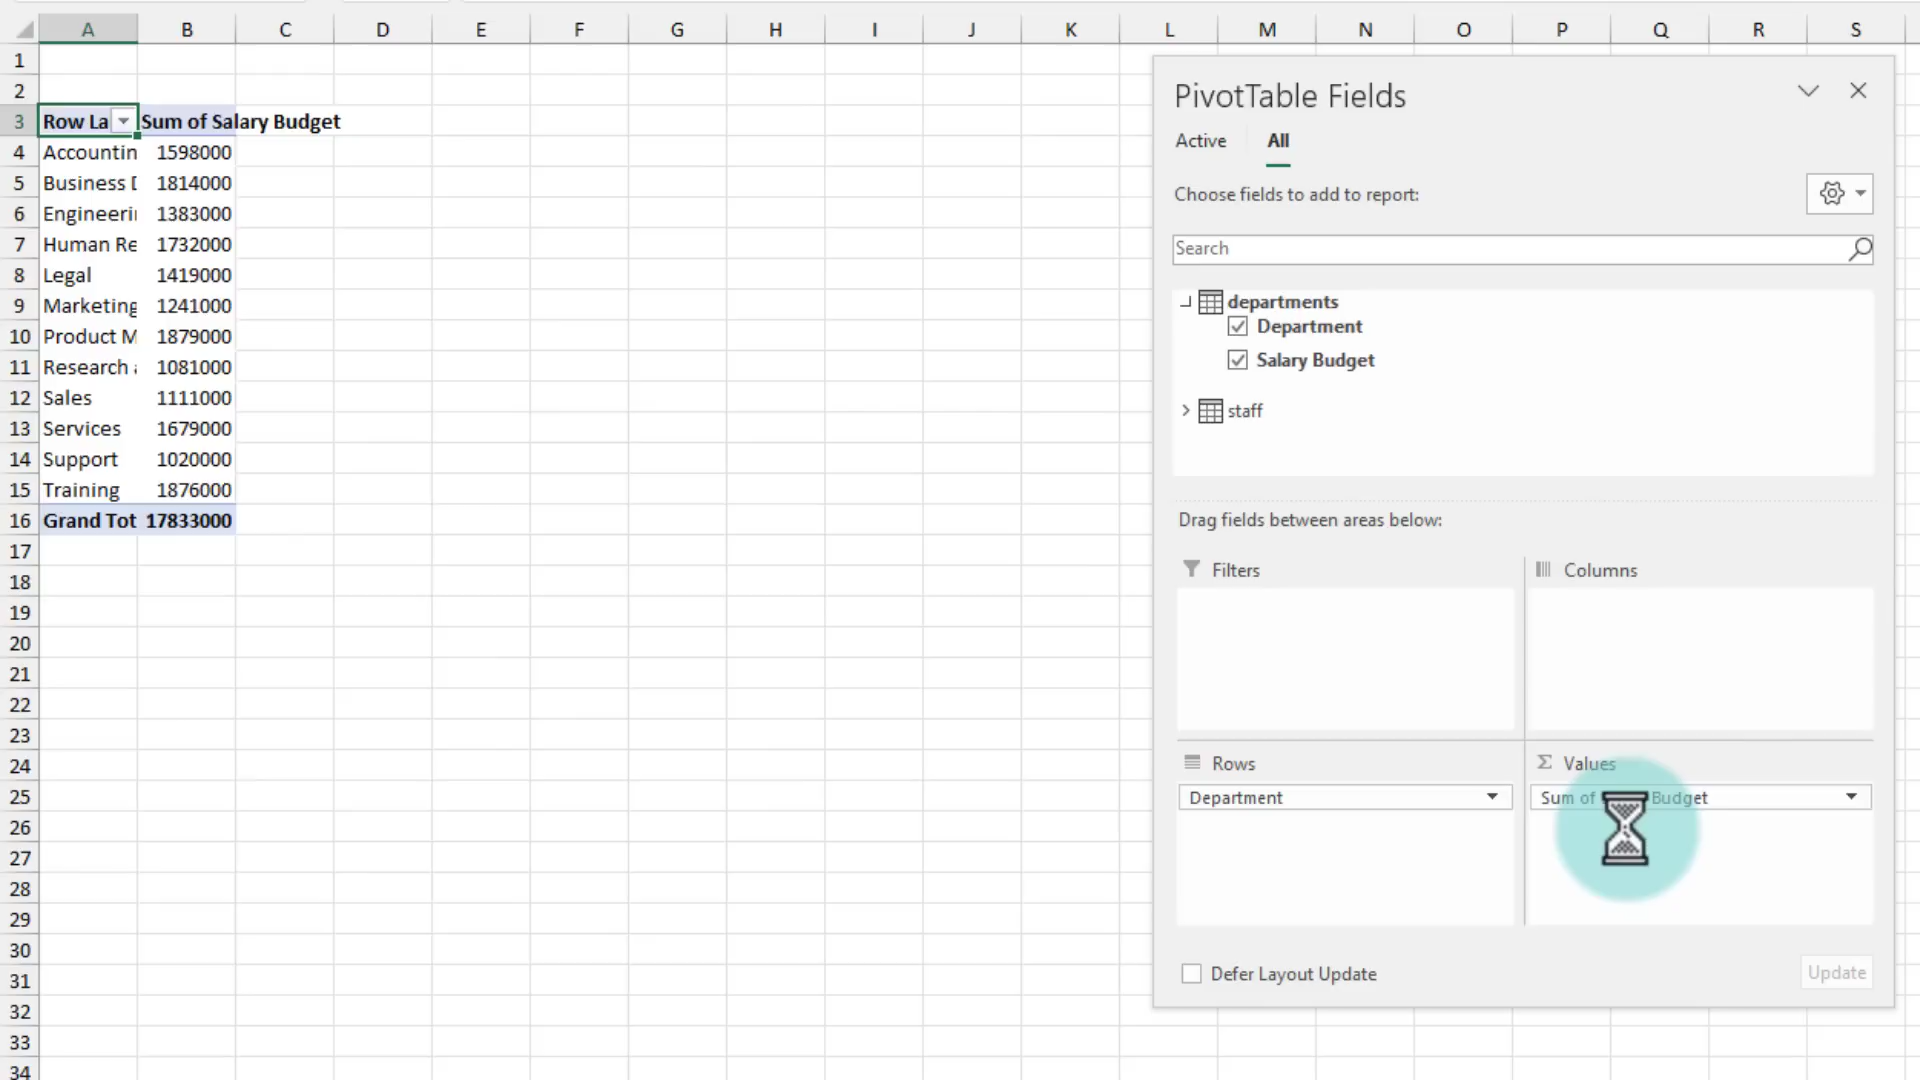 A B C D E F G H I J K L M N O P Q R S
1
2
3 Row La Sum of Salary Budget
4 Accountin 1598000
5 Business D 1814000
6 Engineeri 1383000
7 Human Re 1732000
8 Legal 1419000
9 Marketing 1241000
10 Product M 1879000
11 Research a 1081000
12 Sales 1111000
13 Services 1679000
14 Support 1020000
15 Training 1876000
16 Grand Tot 17833000
17
18
19
20
21
22
23
24
25
26
27
28
29
30
31
32
33
34
PivotTable Fields
Active All
Choose fields to add to report:
Search
departments
Department
Salary Budget
staff
Drag fields between areas below:
Filters Columns
Rows Σ Values
Department Sum of Budget
Defer Layout Update Update